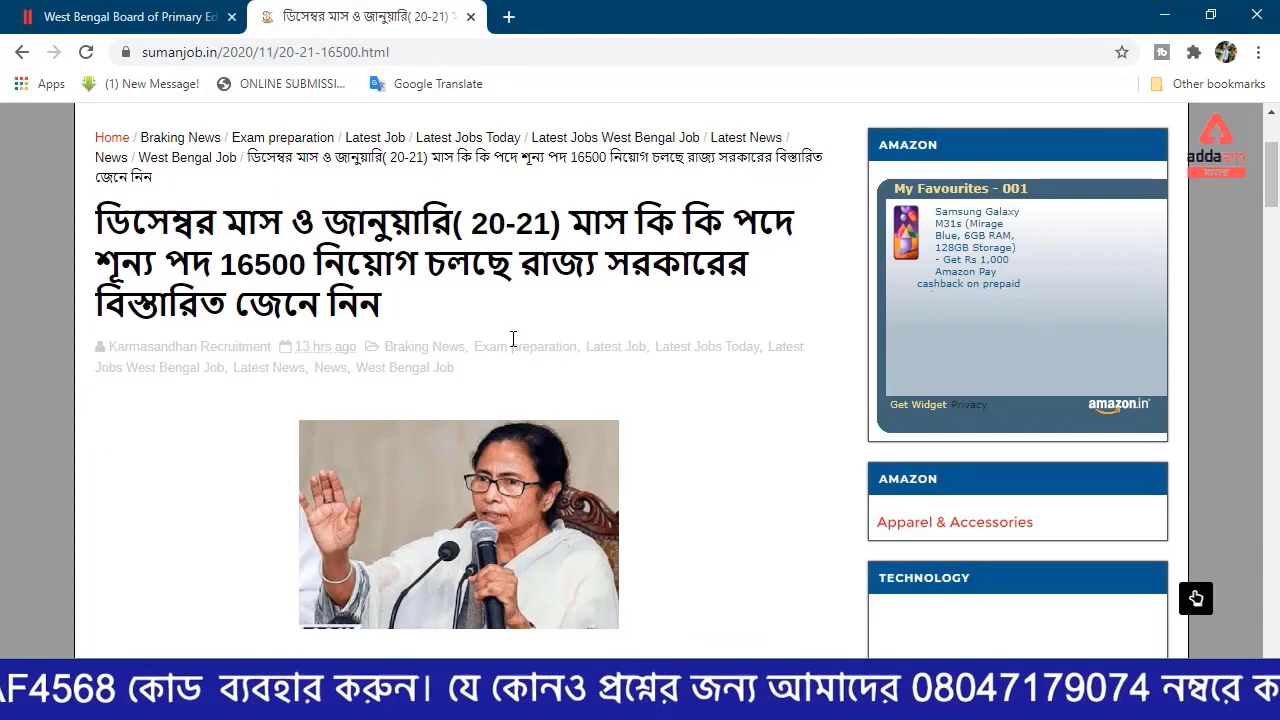 West Bengal Board of Primary Ed
ডিসেম্বর মাস ও জানুয়ারি( 20-21)
sumanjob.in/2020/11/20-21-16500.html
Apps (1) New Message! ONLINE SUBMISSI... Google Translate Other bookmarks
Home / Braking News / Exam preparation / Latest Job / Latest Jobs Today / Latest Jobs West Bengal Job / Latest News /
News / West Bengal Job / ডিসেম্বর মাস ও জানুয়ারি( 20-21) মাস কি কি পদে শূন্য পদ 16500 নিয়োগ চলছে রাজ্য সরকারের বিস্তারিত
জেনে নিন
ডিসেম্বর মাস ও জানুয়ারি( 20-21) মাস কি কি পদে
শূন্য পদ 16500 নিয়োগ চলছে রাজ্য সরকারের
বিস্তারিত জেনে নিন
Karmasandhan Recruitment 13 hrs ago Braking News, Exam preparation, Latest Job, Latest Jobs Today, Latest
Jobs West Bengal Job, Latest News, News, West Bengal Job
AMAZON
My Favourites - 001
Samsung Galaxy
M31s (Mirage
Blue, 6GB RAM,
128GB Storage)
- Get Rs 1,000
Amazon Pay
cashback on prepaid
Get Widget Privacy amazon.in
AMAZON
Apparel & Accessories
TECHNOLOGY
adda247
বাংলা
AF4568 কোড ব্যবহার করুন। যে কোনও প্রশ্নের জন্য আমাদের 08047179074 নম্বরে ক